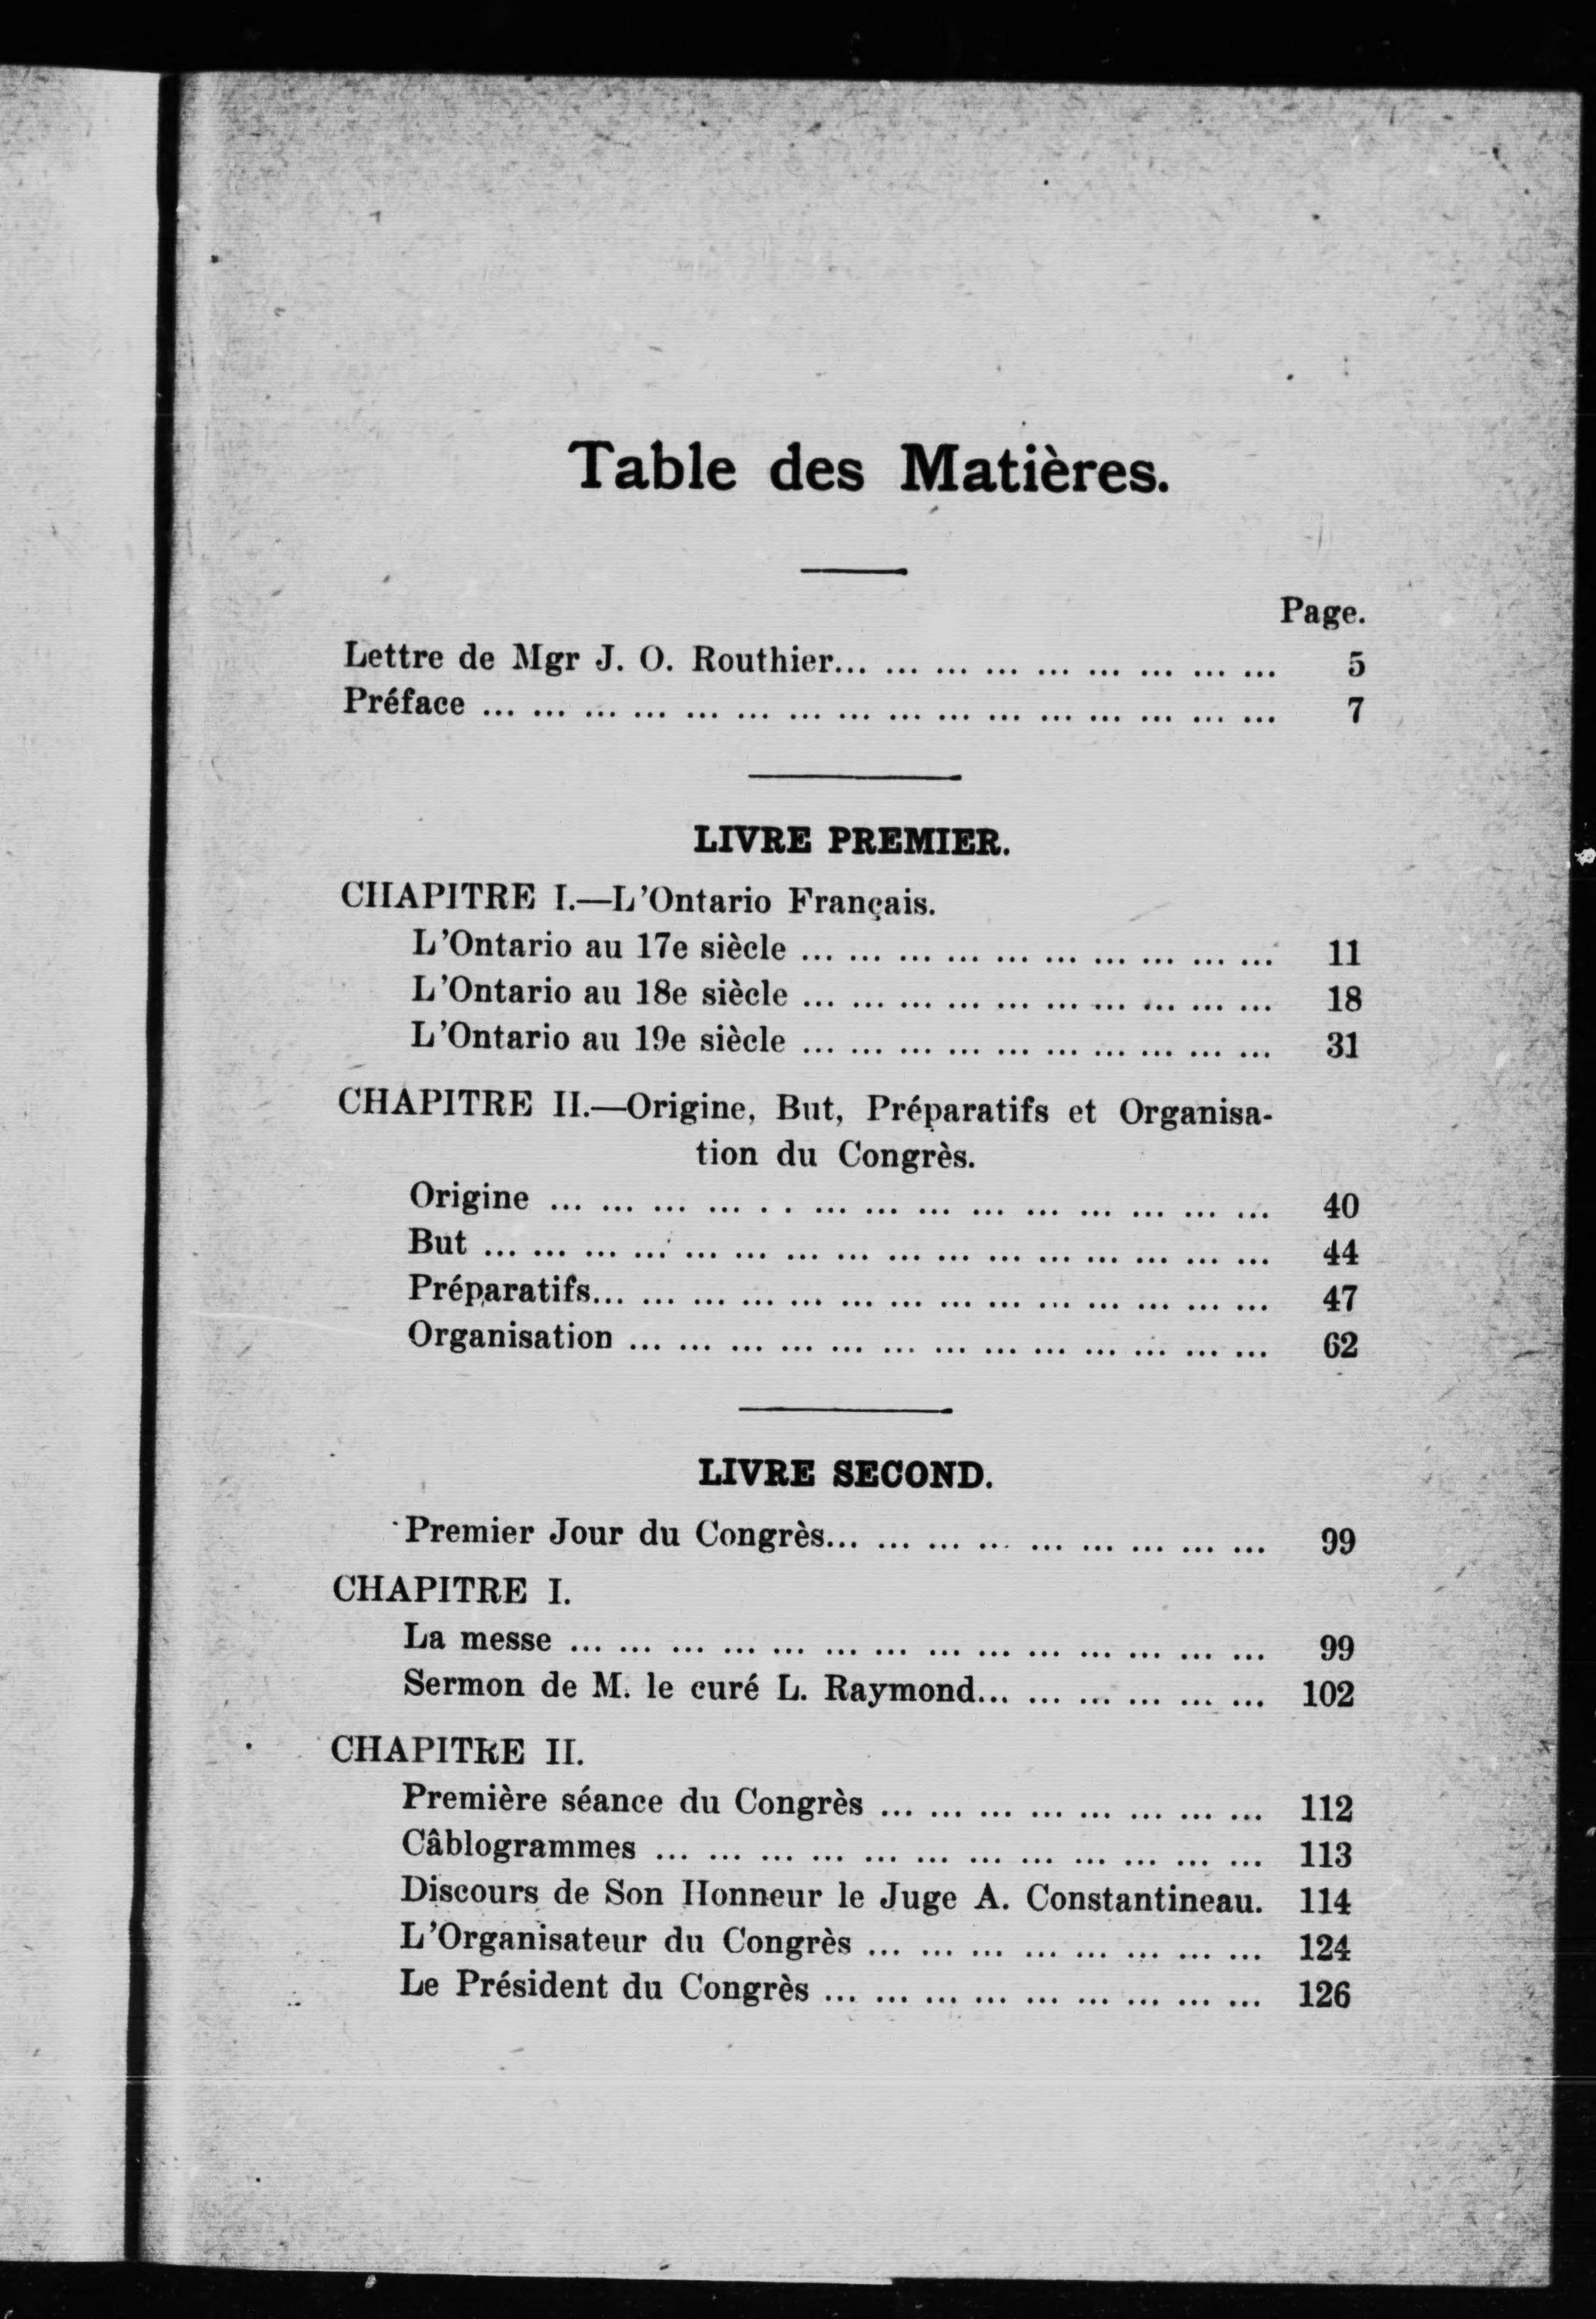 Table des Matières.
Page.
Lettre de Mgr J. O. Routhier... ... ... ... ... ... ... ... ... 5
Préface ... ... ... ... ... ... ... ... ... ... ... ... ... ... ... ... 7
LIVRE PREMIER.
CHAPITRE I.—L'Ontario Français.
L'Ontario au 17e siècle ... ... ... ... ... ... ... ... ... ... 11
L'Ontario au 18e siècle ... ... ... ... ... ... ... ... ... ... 18
L'Ontario au 19e siècle ... ... ... ... ... ... ... ... ... ... 31
CHAPITRE II.—Origine, But, Préparatifs et Organisa-
tion du Congrès.
Origine ... ... ... ... . . ... ... ... ... ... ... ... ... ... 40
But ... ... ... ... ... ... ... ... ... ... ... ... ... ... ... ... 44
Préparatifs... ... ... ... ... ... ... ... ... ... ... ... ... ... 47
Organisation ... ... ... ... ... ... ... ... ... ... ... ... ... 62
LIVRE SECOND.
Premier Jour du Congrès... ... ... ... ... ... ... ... ... 99
CHAPITRE I.
La messe ... ... ... ... ... ... ... ... ... ... ... ... ... ... 99
Sermon de M. le curé L. Raymond... ... ... ... ... ... 102
CHAPITRE II.
Première séance du Congrès ... ... ... ... ... ... ... ... 112
Câblogrammes ... ... ... ... ... ... ... ... ... ... ... ... 113
Discours de Son Honneur le Juge A. Constantineau. 114
L'Organisateur du Congrès ... ... ... ... ... ... ... ... 124
Le Président du Congrès ... ... ... ... ... ... ... ... ... 126